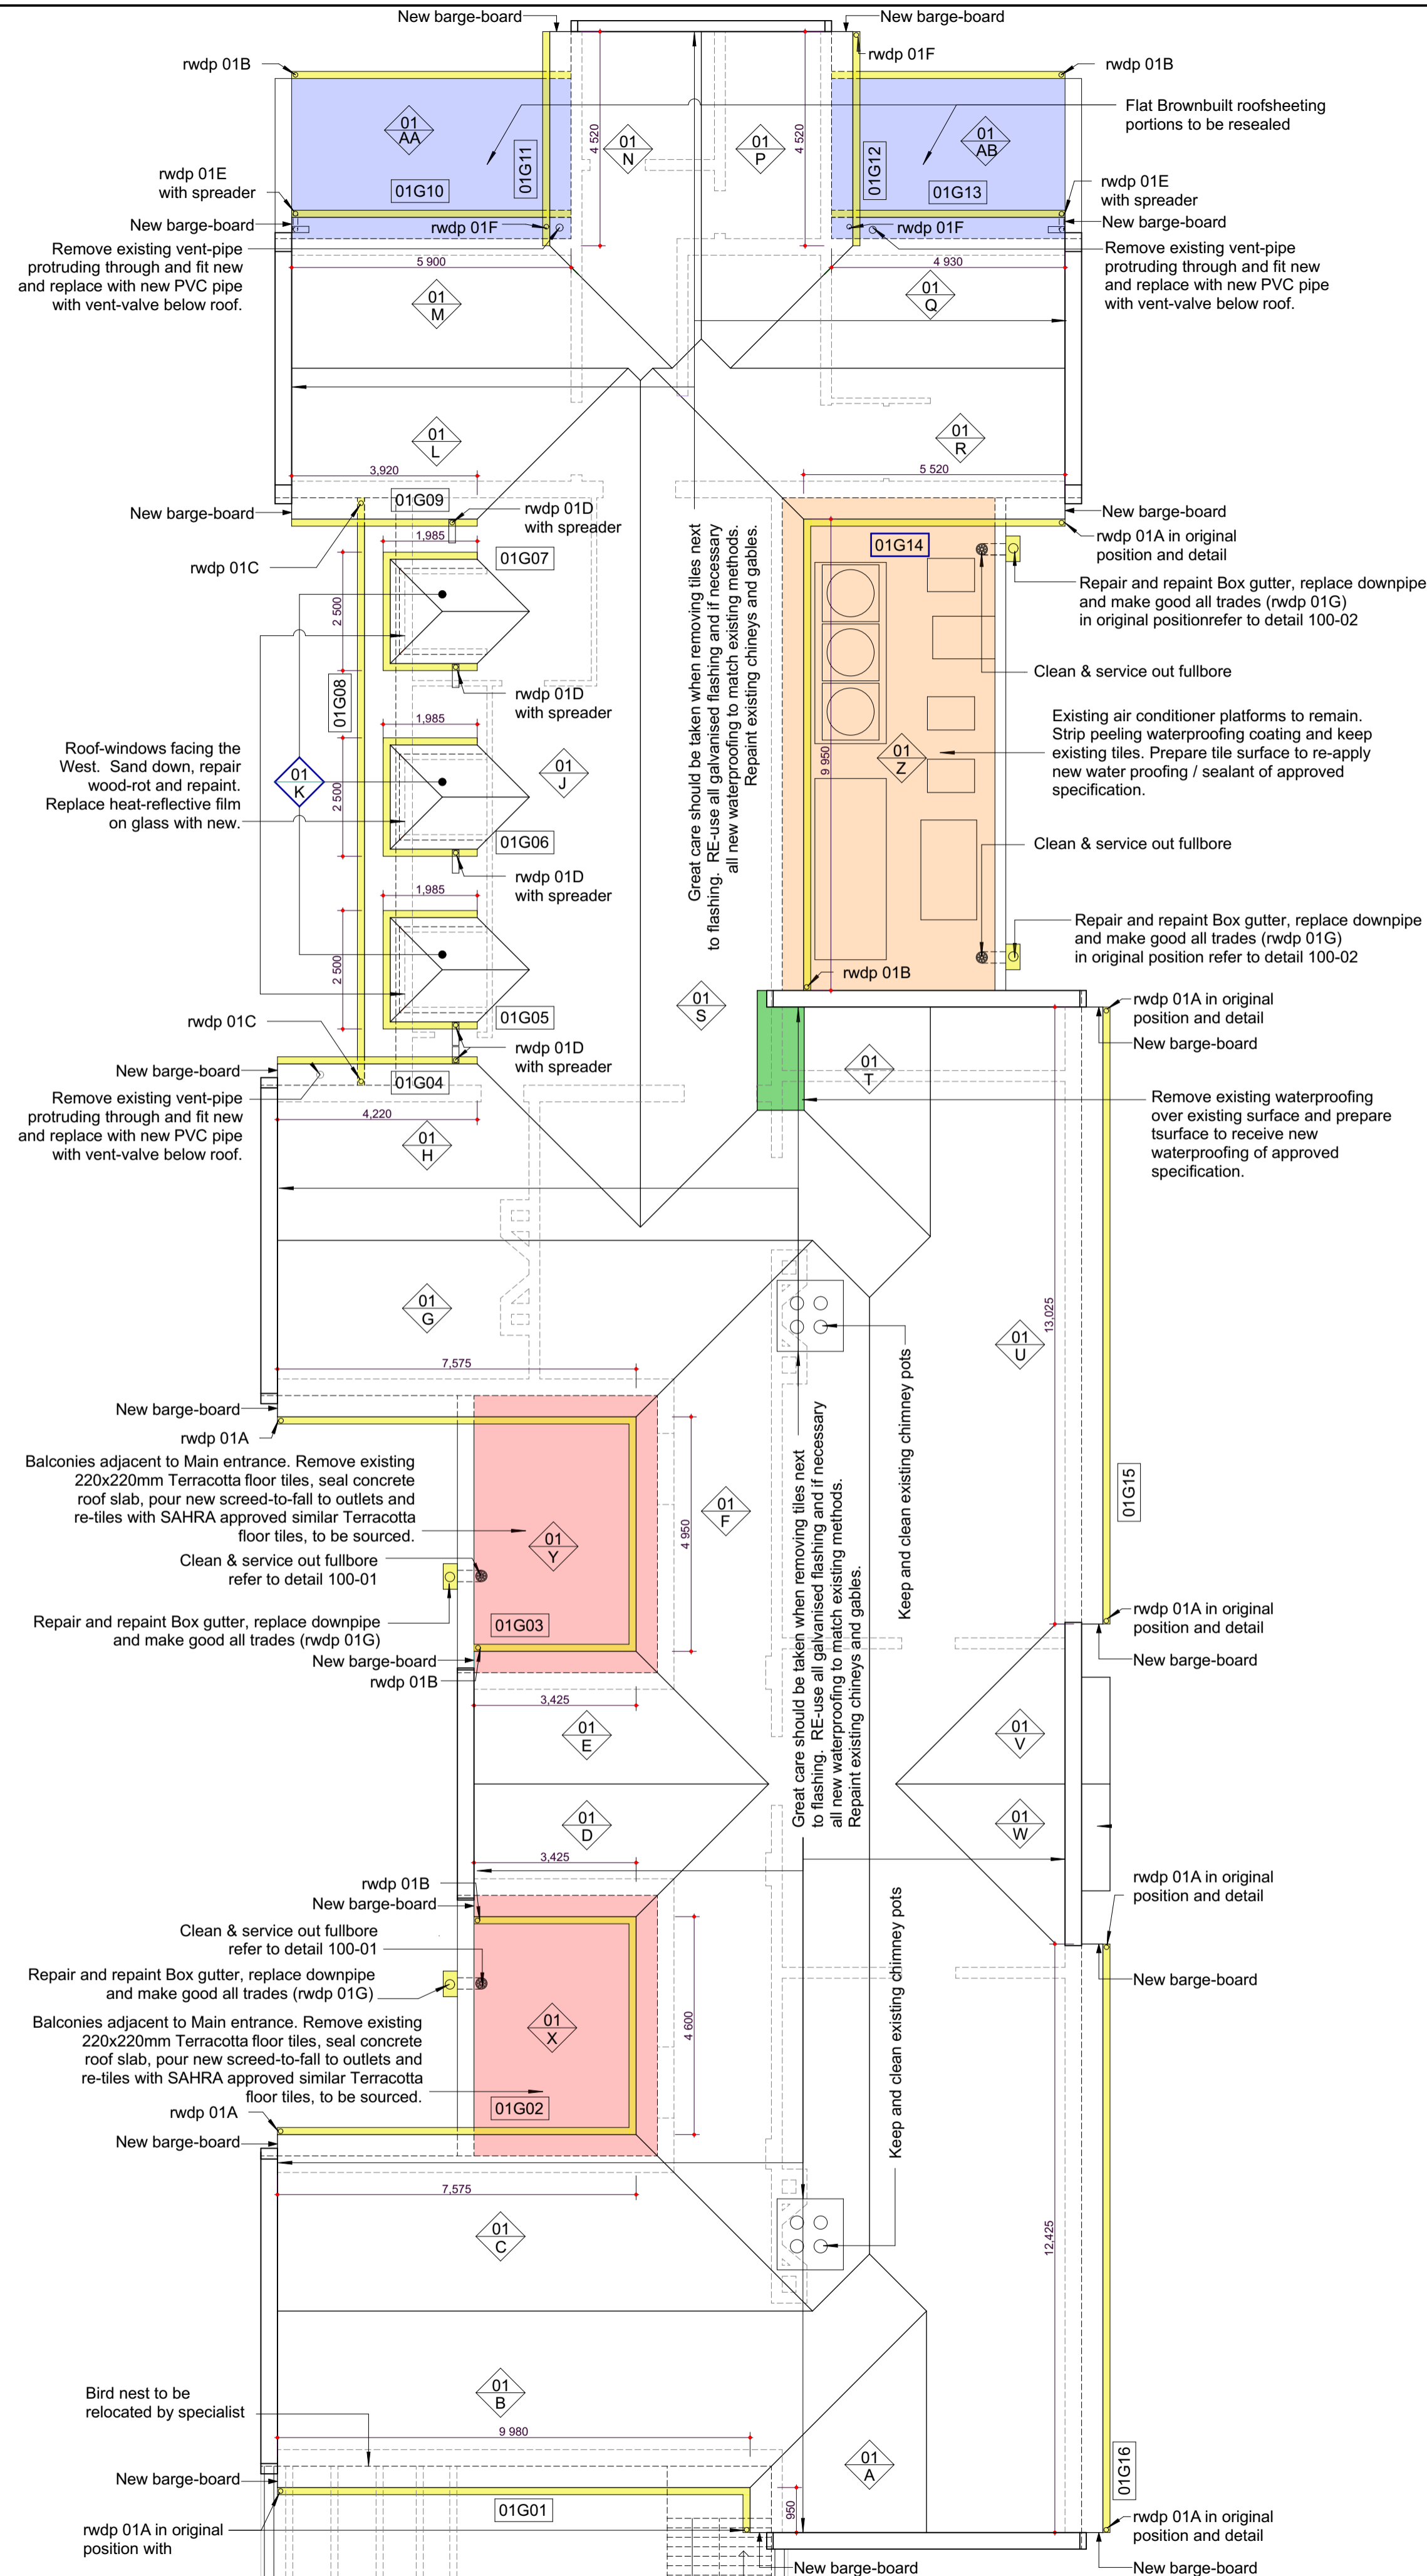 New barge-board
New barge-board
rwdp 01F
rwdp 01B
rwdp 01B
Flat Brownbuilt roofsheeting
portions to be resealed
01
AA
01
N
01
P
01
AB
4 520
4 520
01G11
01G12
rwdp 01E
with spreader
01G10
01G13
rwdp 01E
with spreader
New barge-board
rwdp 01F
rwdp 01F
New barge-board
Remove existing vent-pipe
protruding through and fit new
and replace with new PVC pipe
with vent-valve below roof.
Remove existing vent-pipe
protruding through and fit new
and replace with new PVC pipe
with vent-valve below roof.
5 900
4 930
01
M
01
Q
01
L
01
R
3,920
5 520
01G09
New barge-board
rwdp 01D
with spreader
New barge-board
rwdp 01A in original
position and detail
1,985
01G07
01G14
rwdp 01C
2 500
Repair and repaint Box gutter, replace downpipe
and make good all trades (rwdp 01G)
in original positionrefer to detail 100-02
Great care should be taken when removing tiles next
to flashing.  RE-use all galvanised flashing and if necessary
all new waterproofing to match existing methods.
Repaint existing chineys and gables.
Clean & service out fullbore
01G08
rwdp 01D
with spreader
1,985
Existing air conditioner platforms to remain.
Strip peeling waterproofing coating and keep
existing tiles. Prepare tile surface to re-apply
new water proofing / sealant of approved
specification.
Roof-windows facing the
West.  Sand down, repair
wood-rot and repaint.
Replace heat-reflective film
on glass with new.
01
K
2 500
01
J
9 950
01
Z
01G06
Clean & service out fullbore
rwdp 01D
with spreader
1,985
2 500
Repair and repaint Box gutter, replace downpipe
and make good all trades (rwdp 01G)
in original position refer to detail 100-02
rwdp 01B
01
S
rwdp 01A in original
position and detail
rwdp 01C
01G05
rwdp 01D
with spreader
New barge-board
New barge-board
01G04
01
T
Remove existing vent-pipe
protruding through and fit new
and replace with new PVC pipe
with vent-valve below roof.
4,220
Remove existing waterproofing
over existing surface and prepare
tsurface to receive new
waterproofing of approved
specification.
01
H
01
G
13,025
01
U
7,575
Keep and clean existing chimney pots
New barge-board
rwdp 01A
Balconies adjacent to Main entrance. Remove existing
220x220mm Terracotta floor tiles, seal concrete
roof slab, pour new screed-to-fall to outlets and
re-tiles with SAHRA approved similar Terracotta
floor tiles, to be sourced.
01
Y
4 950
01
F
Great care should be taken when removing tiles next
to flashing.  RE-use all galvanised flashing and if necessary
all new waterproofing to match existing methods.
Repaint existing chineys and gables.
01G15
Clean & service out fullbore
refer to detail 100-01
Repair and repaint Box gutter, replace downpipe
and make good all trades (rwdp 01G)
01G03
rwdp 01A in original
position and detail
New barge-board
rwdp 01B
New barge-board
3,425
01
E
01
V
01
D
01
W
3,425
rwdp 01B
New barge-board
rwdp 01A in original
position and detail
Clean & service out fullbore
refer to detail 100-01
Keep and clean existing chimney pots
Repair and repaint Box gutter, replace downpipe
and make good all trades (rwdp 01G)
New barge-board
Balconies adjacent to Main entrance. Remove existing
220x220mm Terracotta floor tiles, seal concrete
roof slab, pour new screed-to-fall to outlets and
re-tiles with SAHRA approved similar Terracotta
floor tiles, to be sourced.
01
X
4 600
01G02
rwdp 01A
New barge-board
7,575
01
C
12,425
01
B
Bird nest to be
relocated by specialist
9 980
01
A
New barge-board
01G01
950
01G16
rwdp 01A in original
position with
rwdp 01A in original
position and detail
New barge-board
New barge-board